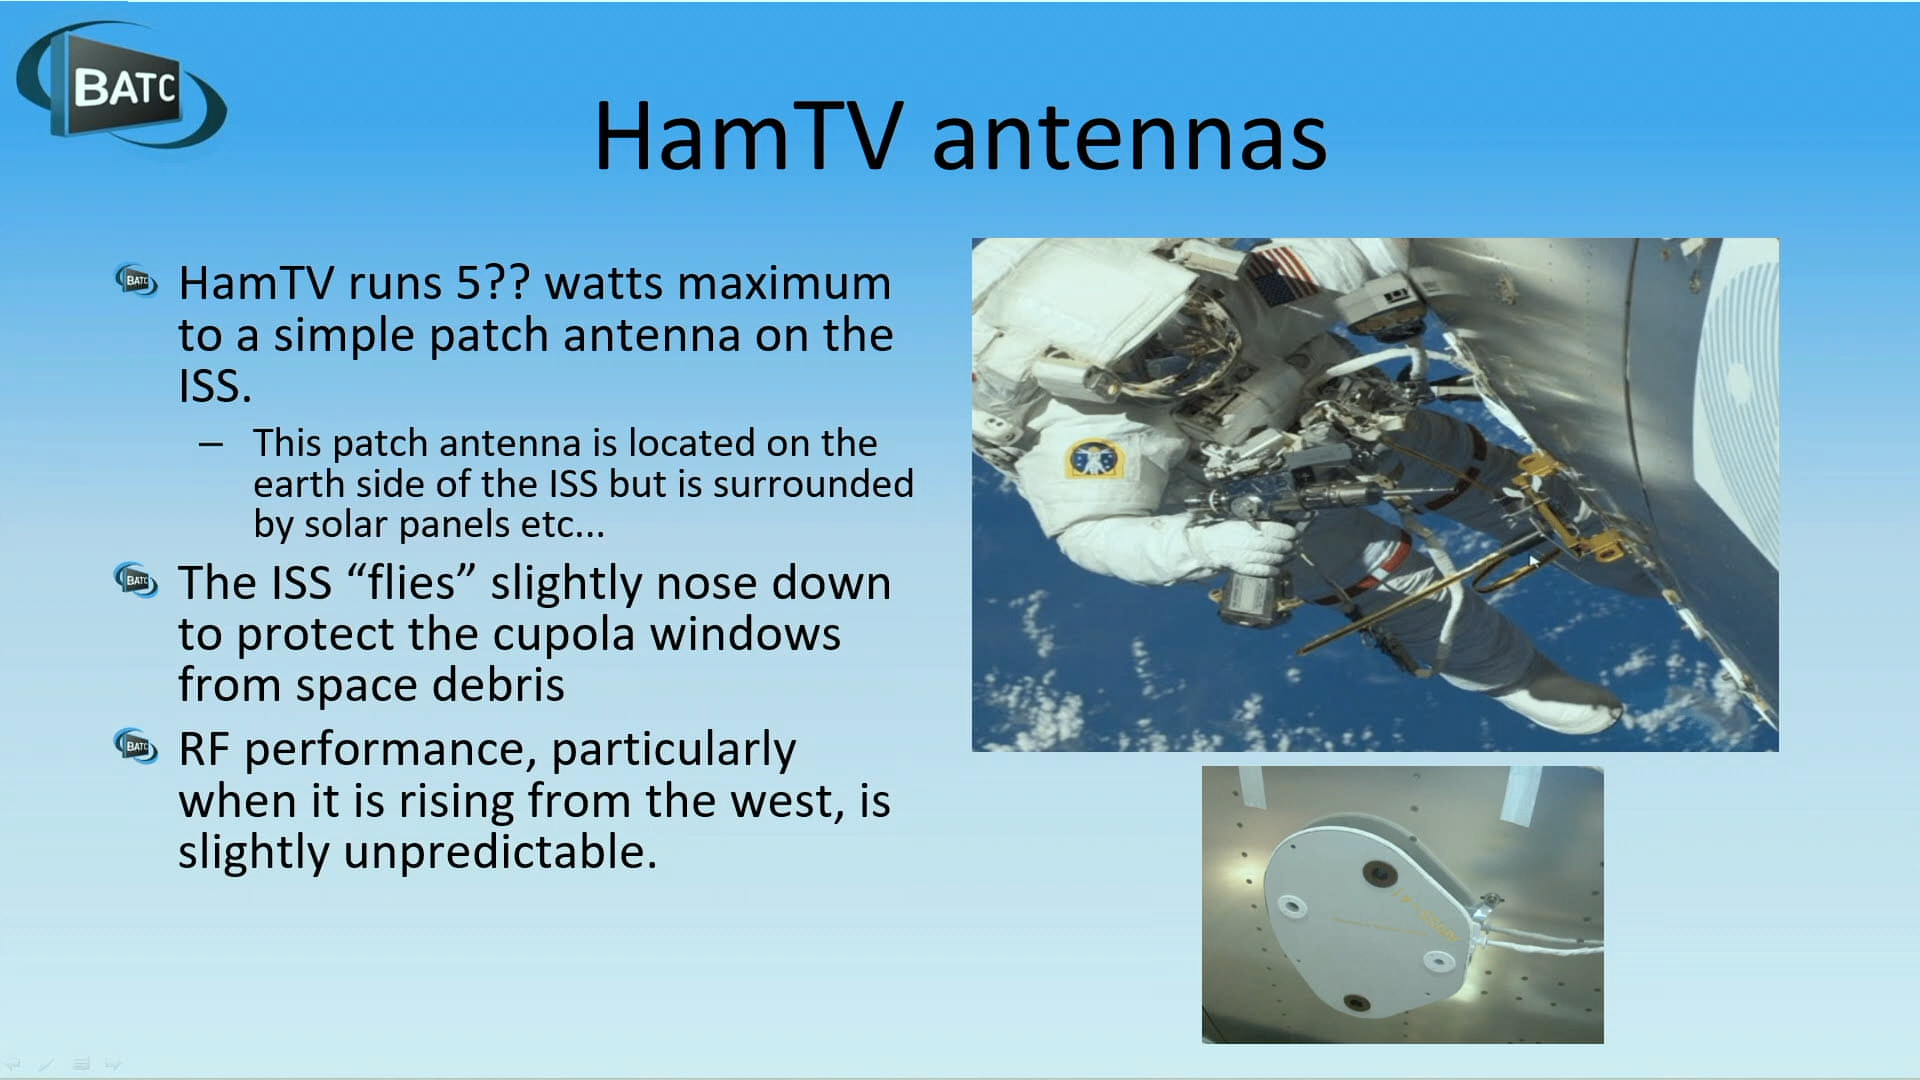 BATC
HamTV antennas
HamTV runs 5?? watts maximum
to a simple patch antenna on the
ISS.
– This patch antenna is located on the
earth side of the ISS but is surrounded
by solar panels etc...
The ISS “flies” slightly nose down
to protect the cupola windows
from space debris
RF performance, particularly
when it is rising from the west, is
slightly unpredictable.